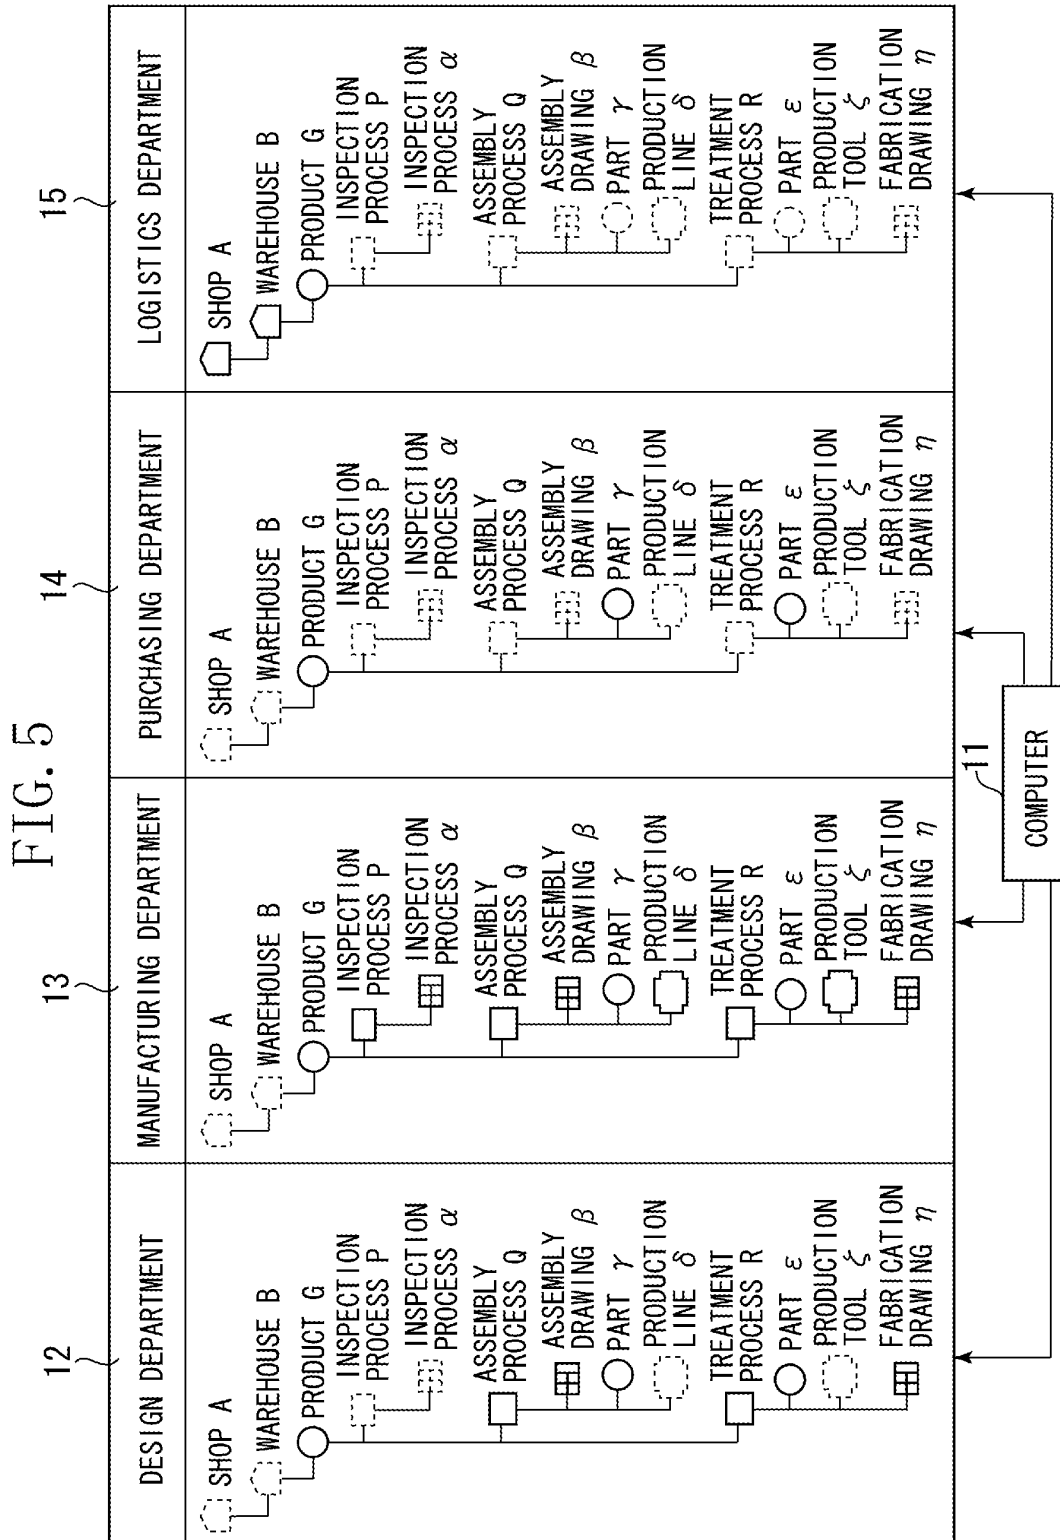 FIG. 5
12
DESIGN DEPARTMENT
SHOP A
WAREHOUSE B
PRODUCT G
INSPECTION
PROCESS P
INSPECTION
PROCESS α
ASSEMBLY
PROCESS Q
ASSEMBLY
DRAWING β
PART γ
PRODUCTION
LINE δ
TREATMENT
PROCESS R
PART ε
PRODUCTION
TOOL ζ
FABRICATION
DRAWING η
13
MANUFACTURING DEPARTMENT
SHOP A
WAREHOUSE B
PRODUCT G
INSPECTION
PROCESS P
INSPECTION
PROCESS α
ASSEMBLY
PROCESS Q
ASSEMBLY
DRAWING β
PART γ
PRODUCTION
LINE δ
TREATMENT
PROCESS R
PART ε
PRODUCTION
TOOL ζ
FABRICATION
DRAWING η
14
PURCHASING DEPARTMENT
SHOP A
WAREHOUSE B
PRODUCT G
INSPECTION
PROCESS P
INSPECTION
PROCESS α
ASSEMBLY
PROCESS Q
ASSEMBLY
DRAWING β
PART γ
PRODUCTION
LINE δ
TREATMENT
PROCESS R
PART ε
PRODUCTION
TOOL ζ
FABRICATION
DRAWING η
15
LOGISTICS DEPARTMENT
SHOP A
WAREHOUSE B
PRODUCT G
INSPECTION
PROCESS P
INSPECTION
PROCESS α
ASSEMBLY
PROCESS Q
ASSEMBLY
DRAWING β
PART γ
PRODUCTION
LINE δ
TREATMENT
PROCESS R
PART ε
PRODUCTION
TOOL ζ
FABRICATION
DRAWING η
11
COMPUTER